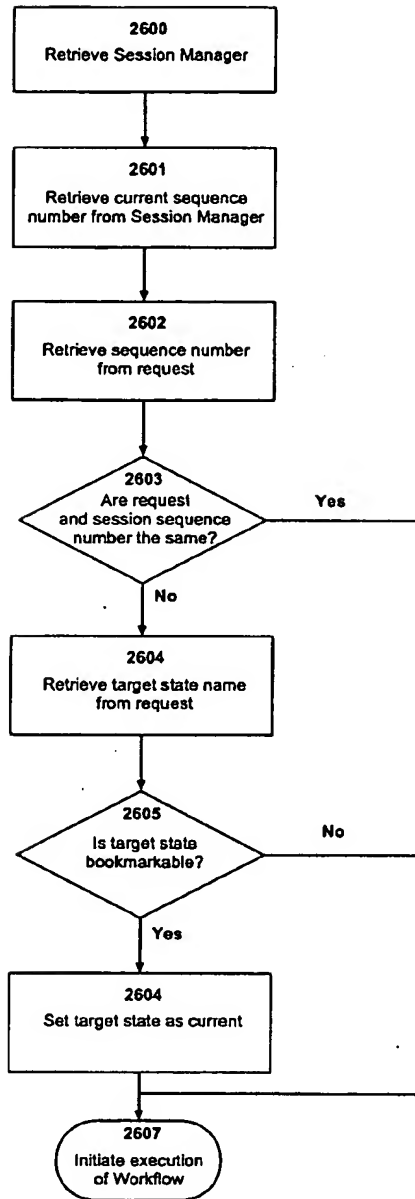 2600
Retrieve Session Manager
2601
Retrieve current sequence
number from Session Manager
2602
Retrieve sequence number
from request
2603
Are request
and session sequence
number the same?
Yes
No
2604
Retrieve target state name
from request
2605
Is target state
bookmarkable?
No
Yes
2604
Set target state as current
2607
Initiate execution
of Workflow